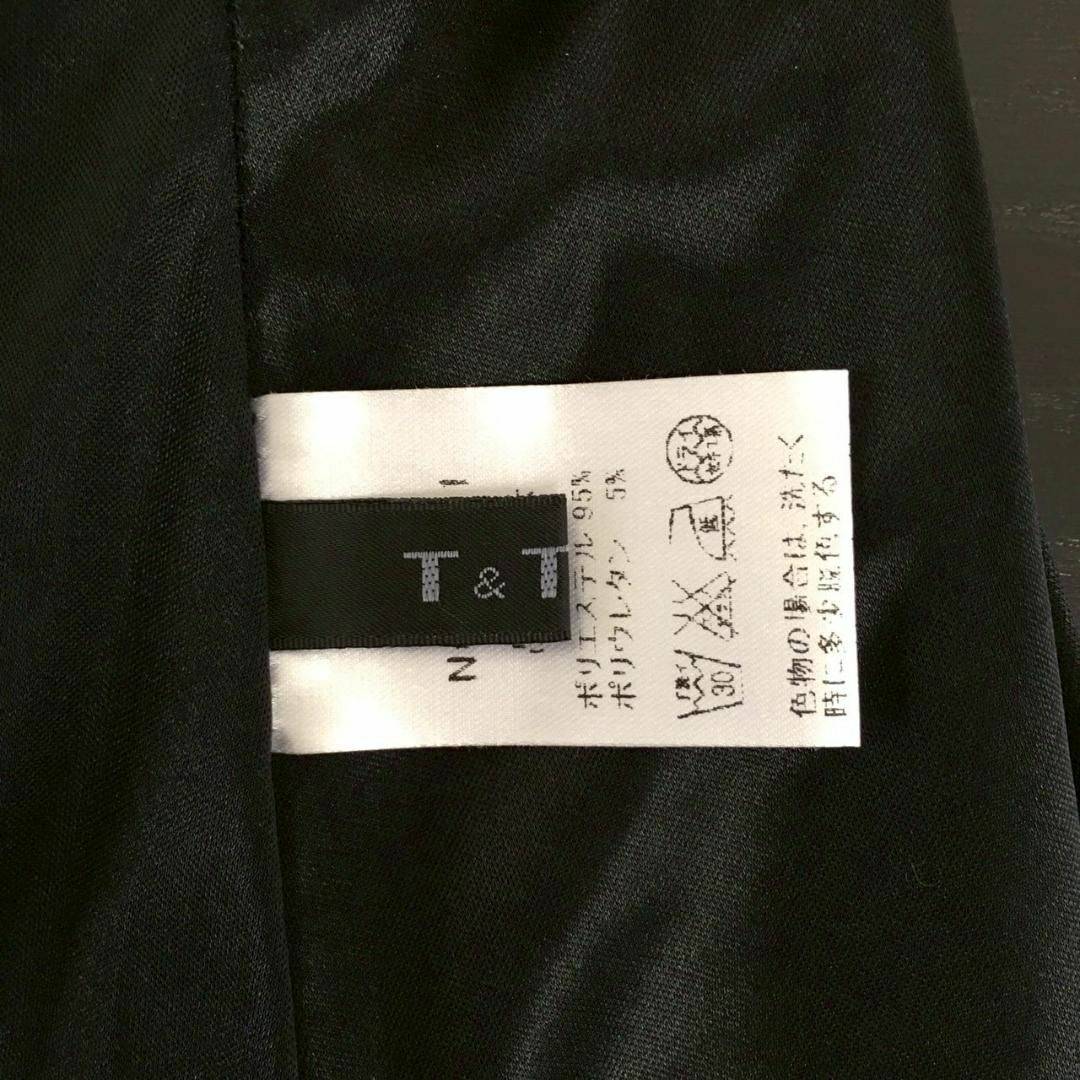 T & T
ポリエステル 95%
ポリウレタン 5%
30
低
色物の場合は、洗たく
時に多少脱色する